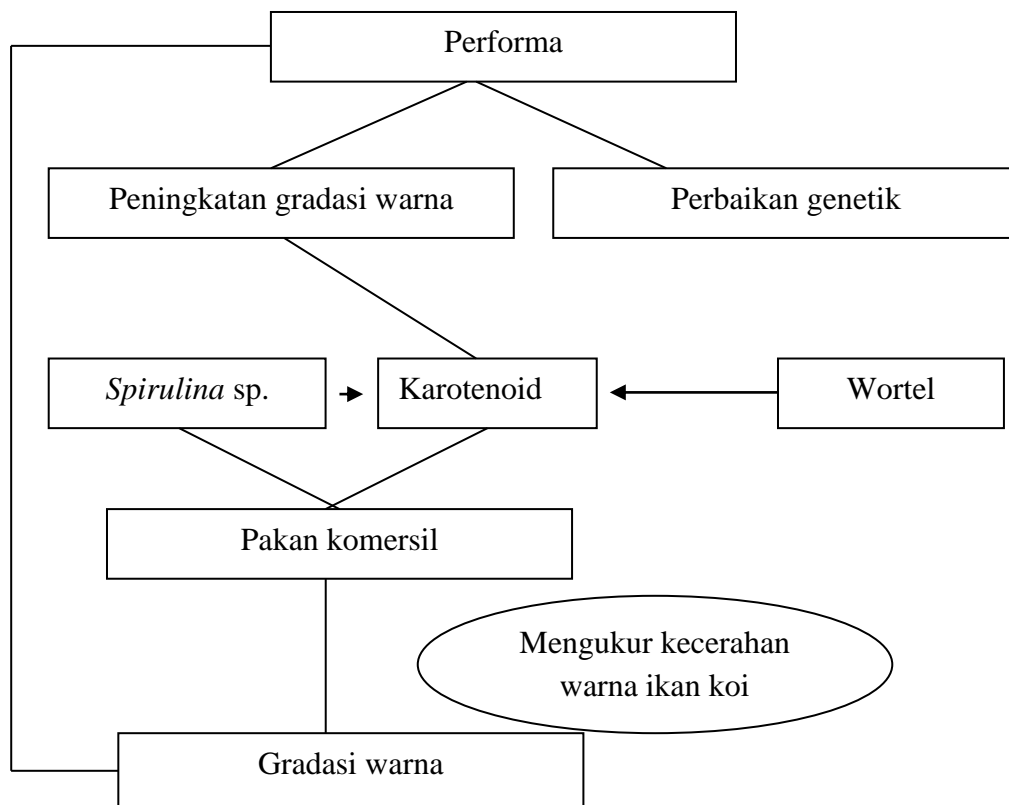 Performa
Peningkatan gradasi warna
Perbaikan genetik
Spirulina sp.
Karotenoid
Wortel
Pakan komersil
Mengukur kecerahan
warna ikan koi
Gradasi warna